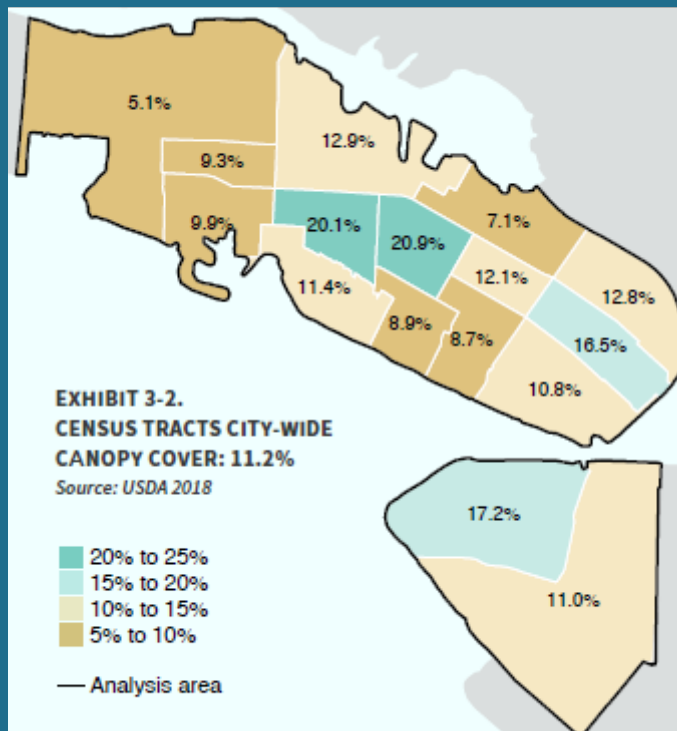 5.1%
12.9%
9.3%
9.9%
20.1%
20.9%
7.1%
12.1%
12.8%
11.4%
8.9%
8.7%
16.5%
10.8%
EXHIBIT 3-2.
CENSUS TRACTS CITY-WIDE
CANOPY COVER: 11.2%
Source: USDA 2018
17.2%
11.0%
20% to 25%
15% to 20%
10% to 15%
5% to 10%
Analysis area